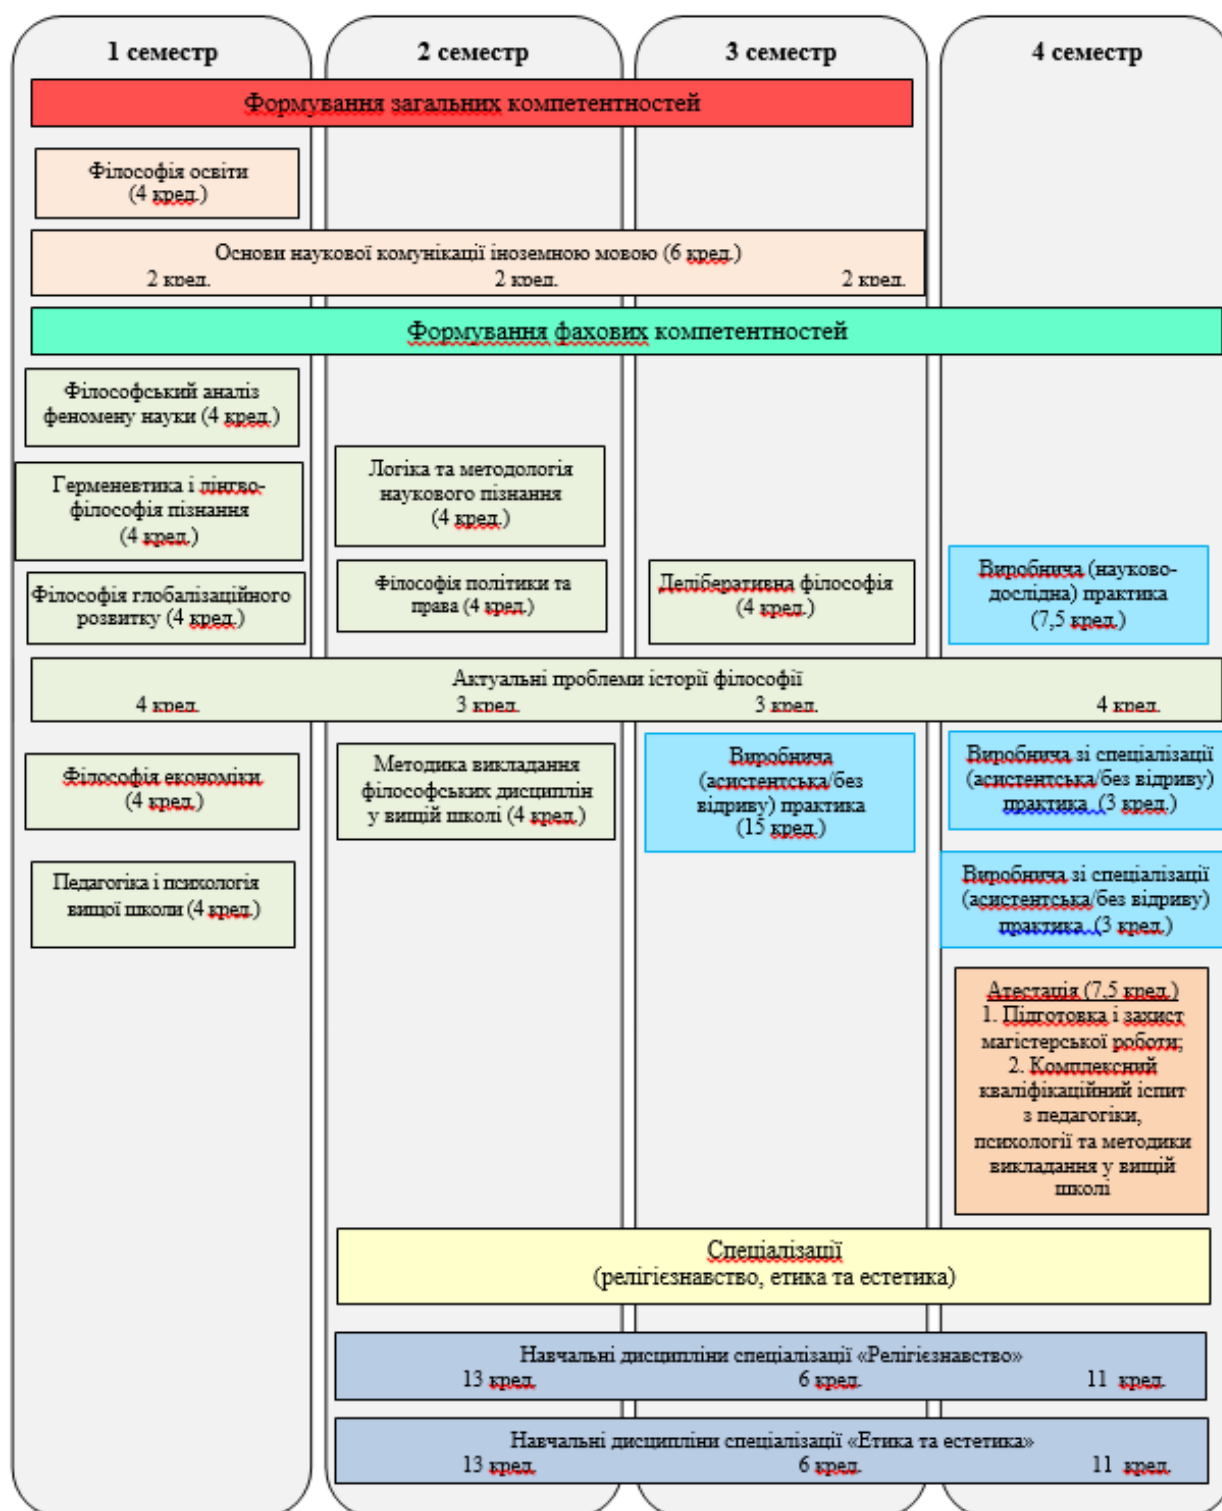 1 семестр
2 семестр
3 семестр
4 семестр
Формування загальних компетентностей
Філософія освіти
(4 кред.)
Основи наукової комунікації іноземною мовою (6 кред.)
2 кред. 2 кред. 2 кред.
Формування фахових компетентностей
Філософський аналіз
феномену науки (4 кред.)
Герменевтика і лінгво-
філософія пізнання
(4 кред.)
Логіка та методологія
наукового пізнання
(4 кред.)
Філософія глобалізаційного
розвитку (4 кред.)
Філософія політики та
права (4 кред.)
Деліберативна філософія
(4 кред.)
Виробнича (науково-
дослідна) практика
(7,5 кред.)
Актуальні проблеми історії філософії
4 кред. 3 кред. 3 кред. 4 кред.
Філософія економіки
(4 кред.)
Методика викладання
філософських дисциплін
у вищій школі (4 кред.)
Виробнича
(асистентська/без
відриву) практика
(15 кред.)
Виробнича зі спеціалізації
(асистентська/без відриву)
практика (3 кред.)
Педагогіка і психологія
вищої школи (4 кред.)
Виробнича зі спеціалізації
(асистентська/без відриву)
практика (3 кред.)
Атестація (7,5 кред.)
1. Підготовка і захист
магістерської роботи;
2. Комплексний
кваліфікаційний іспит
з педагогіки,
психології та методики
викладання у вищій
школі
Спеціалізації
(релігієзнавство, етика та естетика)
Навчальні дисципліни спеціалізації «Релігієзнавство»
13 кред. 6 кред. 11 кред.
Навчальні дисципліни спеціалізації «Етика та естетика»
13 кред. 6 кред. 11 кред.